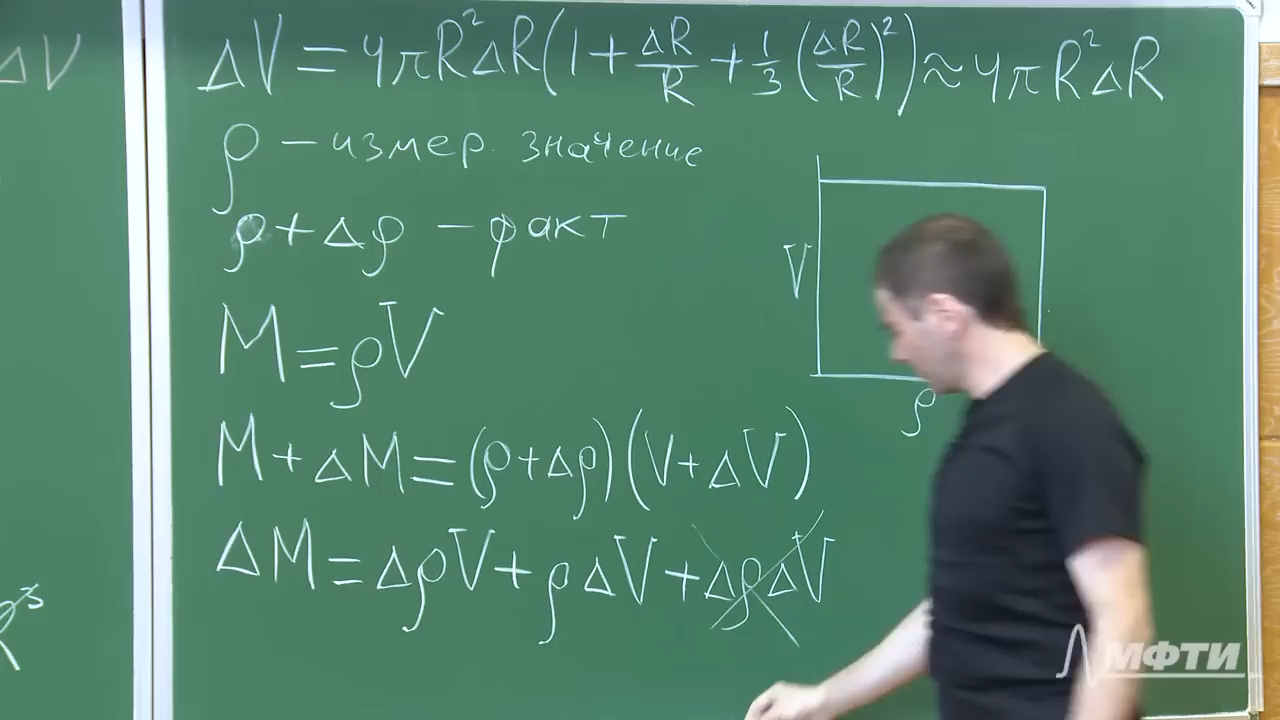 ΔV
ΔV = 4πR²ΔR(1 + ΔR/R + 1/3 (ΔR/R)²) ≈ 4πR²ΔR
ρ – измер. значение
ρ + Δρ – факт
M = ρV
M + ΔM = (ρ + Δρ)(V + ΔV)
ΔM = ΔρV + ρΔV + ΔρΔV
V
ρ
МФТИ